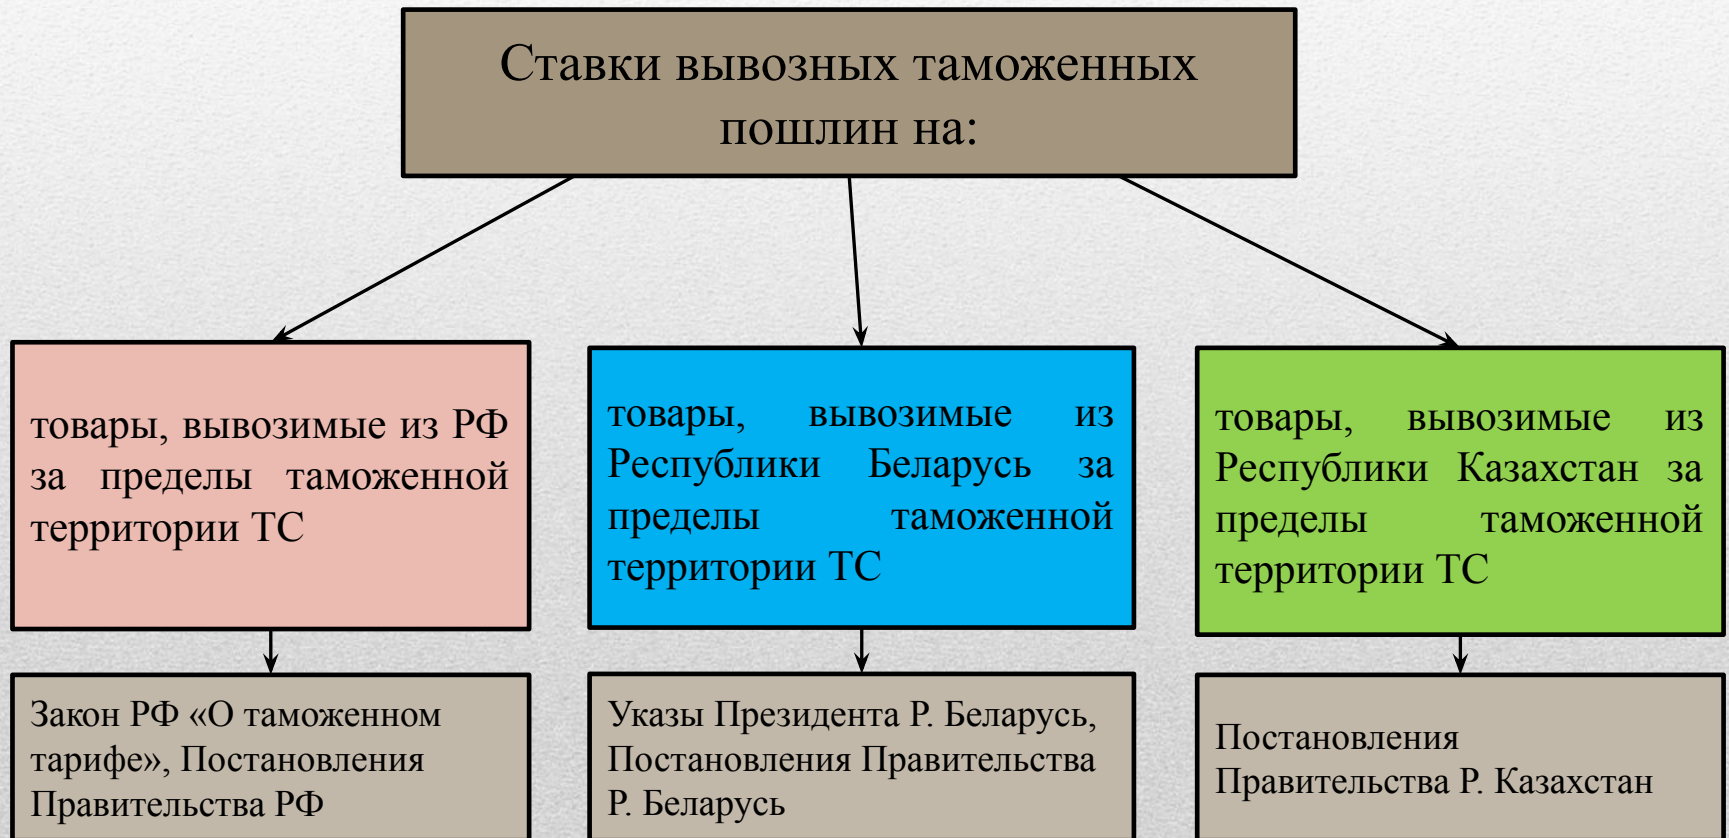 Ставки вывозных таможенных
пошлин на:
товары, вывозимые из РФ
за пределы таможенной
территории ТС
товары, вывозимые из
Республики Беларусь за
пределы таможенной
территории ТС
товары, вывозимые из
Республики Казахстан за
пределы таможенной
территории ТС
Закон РФ «О таможенном
тарифе», Постановления
Правительства РФ
Указы Президента Р. Беларусь,
Постановления Правительства
Р. Беларусь
Постановления
Правительства Р. Казахстан